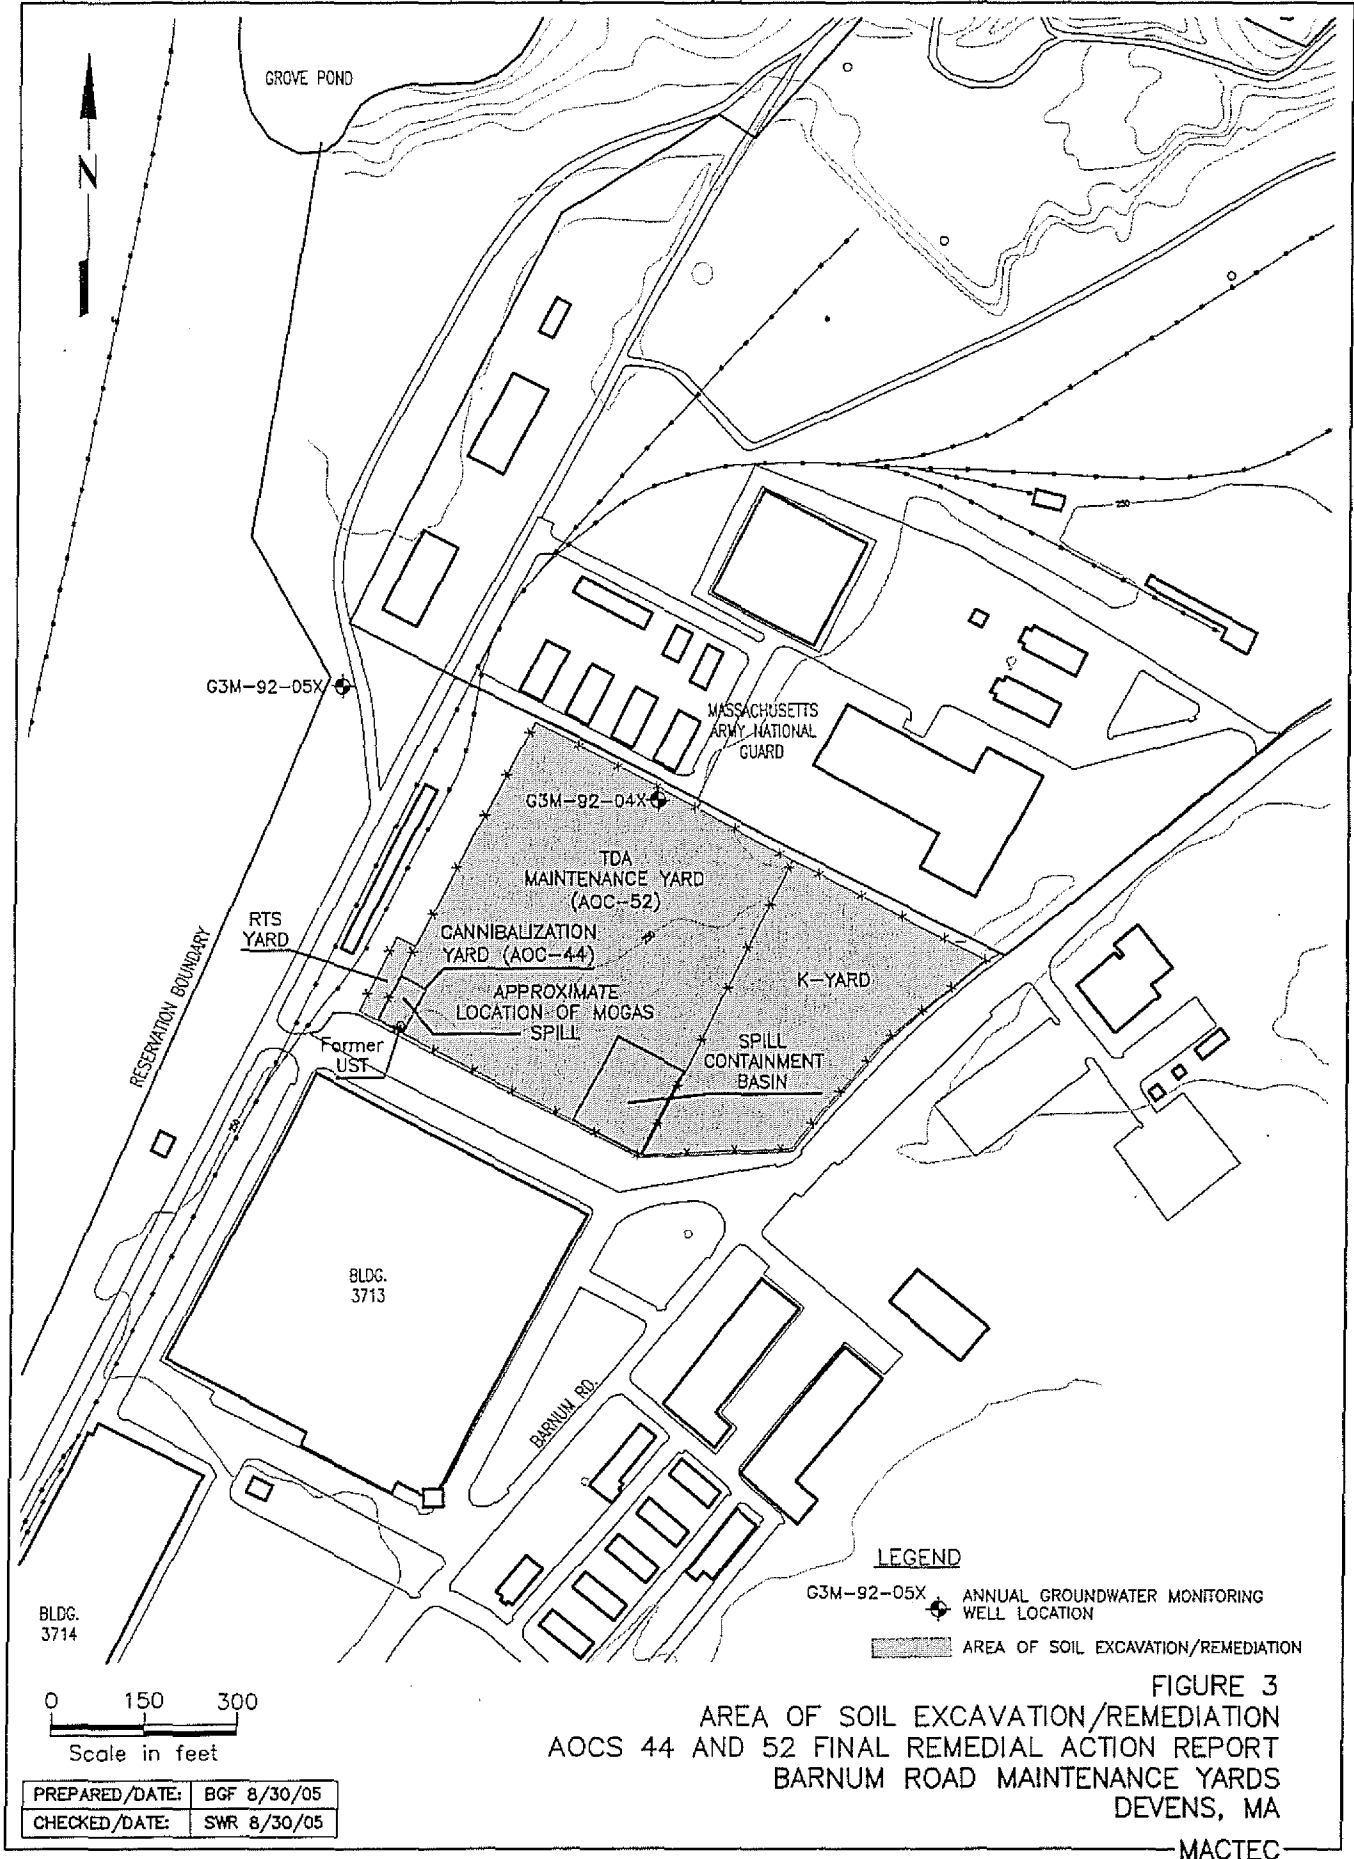 GROVE POND
N
G3M-92-05X
MASSACHUSETTS
ARMY NATIONAL
GUARD
250
G3M-92-04X
TDA
MAINTENANCE YARD
(AOC-52)
RTS
YARD
CANNIBALIZATION
YARD (AOC-44)
K-YARD
APPROXIMATE
LOCATION OF MOGAS
SPILL
RESERVATION BOUNDARY
Former
UST
SPILL
CONTAINMENT
BASIN
250
BLDG.
3713
BARNUM RD.
BLDG.
3714
LEGEND
G3M-92-05X ANNUAL GROUNDWATER MONITORING
WELL LOCATION
AREA OF SOIL EXCAVATION/REMEDIATION
0 150 300
Scale in feet
FIGURE 3
AREA OF SOIL EXCAVATION/REMEDIATION
AOCS 44 AND 52 FINAL REMEDIAL ACTION REPORT
BARNUM ROAD MAINTENANCE YARDS
DEVENS, MA
PREPARED/DATE: BGF 8/30/05
CHECKED/DATE: SWR 8/30/05
MACTEC